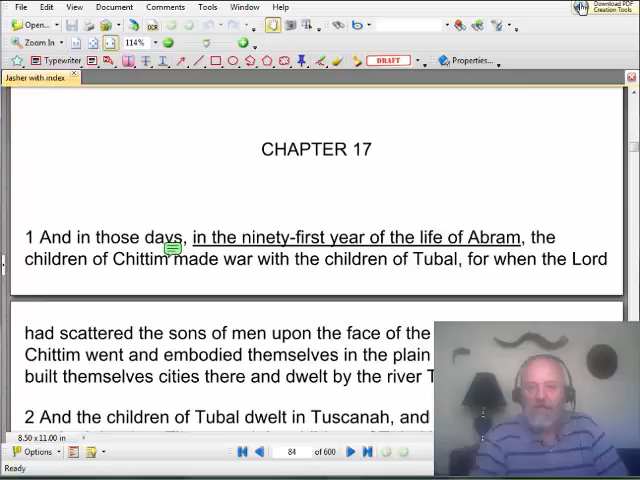 File Edit View Document Comments Tools Window Help
Download PDF
Creation Tools
Open...
OCR
Zoom In 114%
Typewriter DRAFT Properties...
Jasher with index
CHAPTER 17
1 And in those days, in the ninety-first year of the life of Abram, the
children of Chittim made war with the children of Tubal, for when the Lord
had scattered the sons of men upon the face of the
Chittim went and embodied themselves in the plain
built themselves cities there and dwelt by the river
2 And the children of Tubal dwelt in Tuscanah, and
8.50 x 11.00 in
Options 84 of 600
Ready